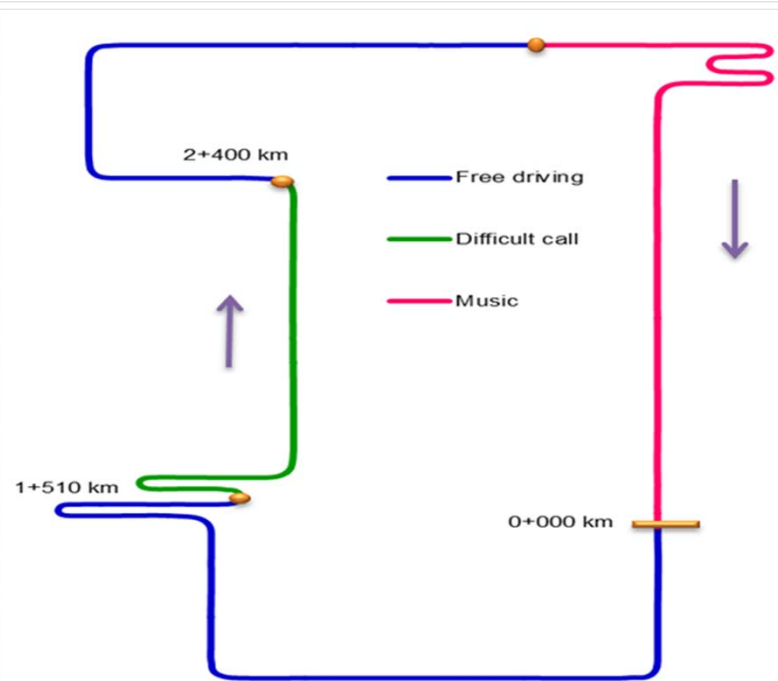 2+400 km
Free driving
Difficult call
Music
1+510 km
0+000 km